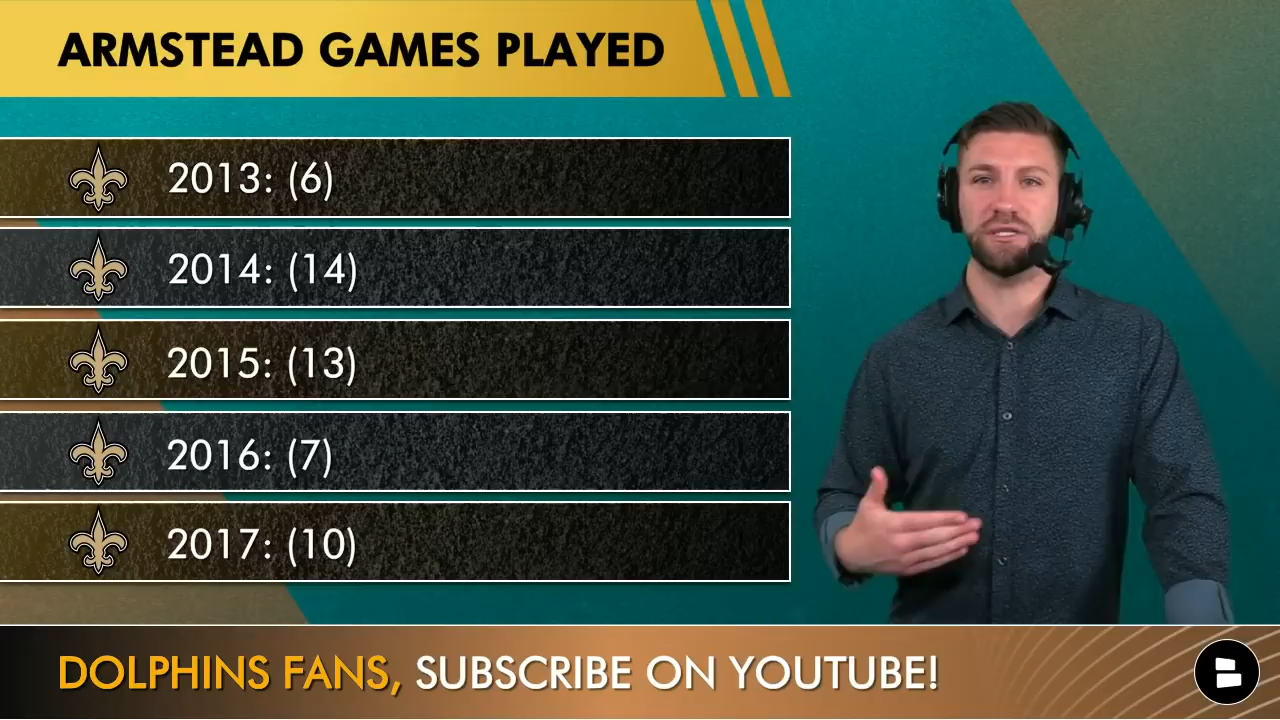 ARMSTEAD GAMES PLAYED
2013: (6)
2014: (14)
2015: (13)
2016: (7)
2017: (10)
DOLPHINS FANS, SUBSCRIBE ON YOUTUBE!